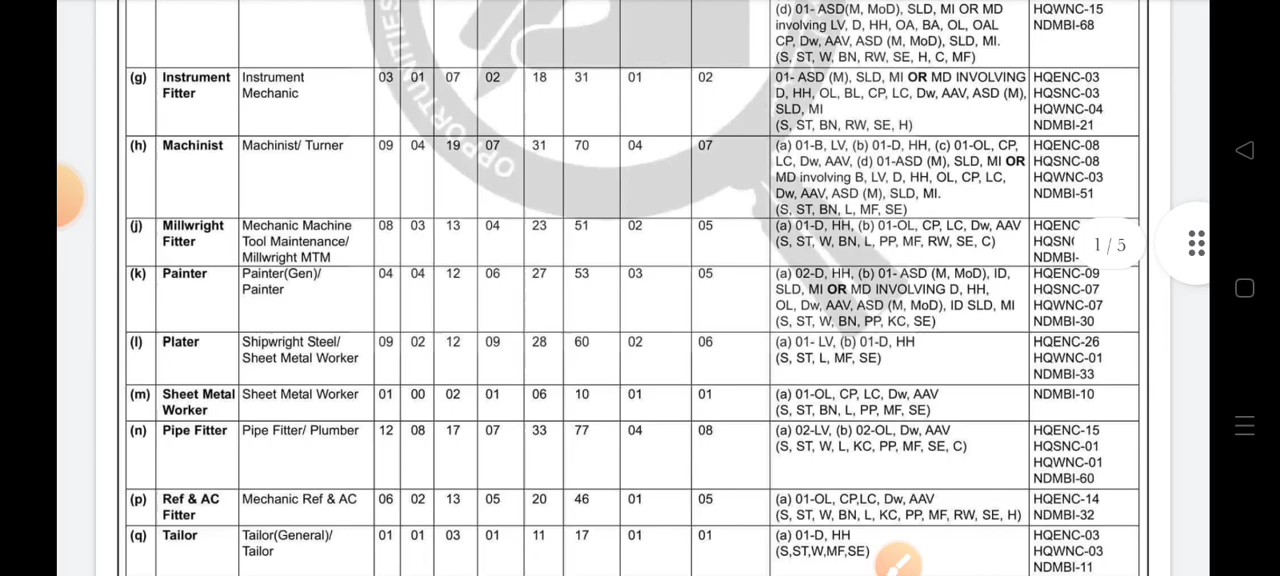 (d) 01- ASD(M, MoD), SLD, MI OR MD
involving LV, D, HH, OA, BA, OL, OAL
CP, Dw, AAV, ASD (M, MoD), SLD, MI.
(S, ST, W, BN, RW, SE, H, C, MF)
HQWNC-15
NDMBI-68
(g) Instrument Fitter Instrument Mechanic 03 01 07 02 18 31 01 02
01- ASD (M), SLD, MI OR MD INVOLVING
D, HH, OL, BL, CP, LC, Dw, AAV, ASD (M),
SLD, MI
(S, ST, BN, RW, SE, H)
HQENC-03
HQSNC-03
HQWNC-04
NDMBI-21
(h) Machinist Machinist/ Turner 09 04 19 07 31 70 04 07
(a) 01-B, LV, (b) 01-D, HH, (c) 01-OL, CP,
LC, Dw, AAV, (d) 01-ASD (M), SLD, MI OR
MD involving B, LV, D, HH, OL, CP, LC,
Dw, AAV, ASD (M), SLD, MI.
(S, ST, BN, L, MF, SE)
HQENC-08
HQSNC-08
HQWNC-03
NDMBI-51
(j) Millwright Fitter Mechanic Machine Tool Maintenance/ Millwright MTM 08 03 13 04 23 51 02 05
(a) 01-D, HH, (b) 01-OL, CP, LC, Dw, AAV
(S, ST, W, BN, L, PP, MF, RW, SE, C)
HQENC
HQSNC
NDMBI-
1/5
(k) Painter Painter(Gen)/ Painter 04 04 12 06 27 53 03 05
(a) 02-D, HH, (b) 01- ASD (M, MoD), ID,
SLD, MI OR MD INVOLVING D, HH,
OL, Dw, AAV, ASD (M, MoD), ID SLD, MI
(S, ST, W, BN, PP, KC, SE)
HQENC-09
HQSNC-07
HQWNC-07
NDMBI-30
(l) Plater Shipwright Steel/ Sheet Metal Worker 09 02 12 09 28 60 02 06
(a) 01- LV, (b) 01-D, HH
(S, ST, L, MF, SE)
HQENC-26
HQWNC-01
NDMBI-33
(m) Sheet Metal Worker Sheet Metal Worker 01 00 02 01 06 10 01 01
(a) 01-OL, CP, LC, Dw, AAV
(S, ST, BN, L, PP, MF, SE)
NDMBI-10
(n) Pipe Fitter Pipe Fitter/ Plumber 12 08 17 07 33 77 04 08
(a) 02-LV, (b) 02-OL, Dw, AAV
(S, ST, W, L, KC, PP, MF, SE, C)
HQENC-15
HQSNC-01
HQWNC-01
NDMBI-60
(p) Ref & AC Fitter Mechanic Ref & AC 06 02 13 05 20 46 01 05
(a) 01-OL, CP,LC, Dw, AAV
(S, ST, W, BN, L, KC, PP, MF, RW, SE, H)
HQENC-14
NDMBI-32
(q) Tailor Tailor(General)/ Tailor 01 01 03 01 11 17 01 01
(a) 01-D, HH
(S,ST,W,MF,SE)
HQENC-03
HQWNC-03
NDMBI-11
OPPORTUNITIES